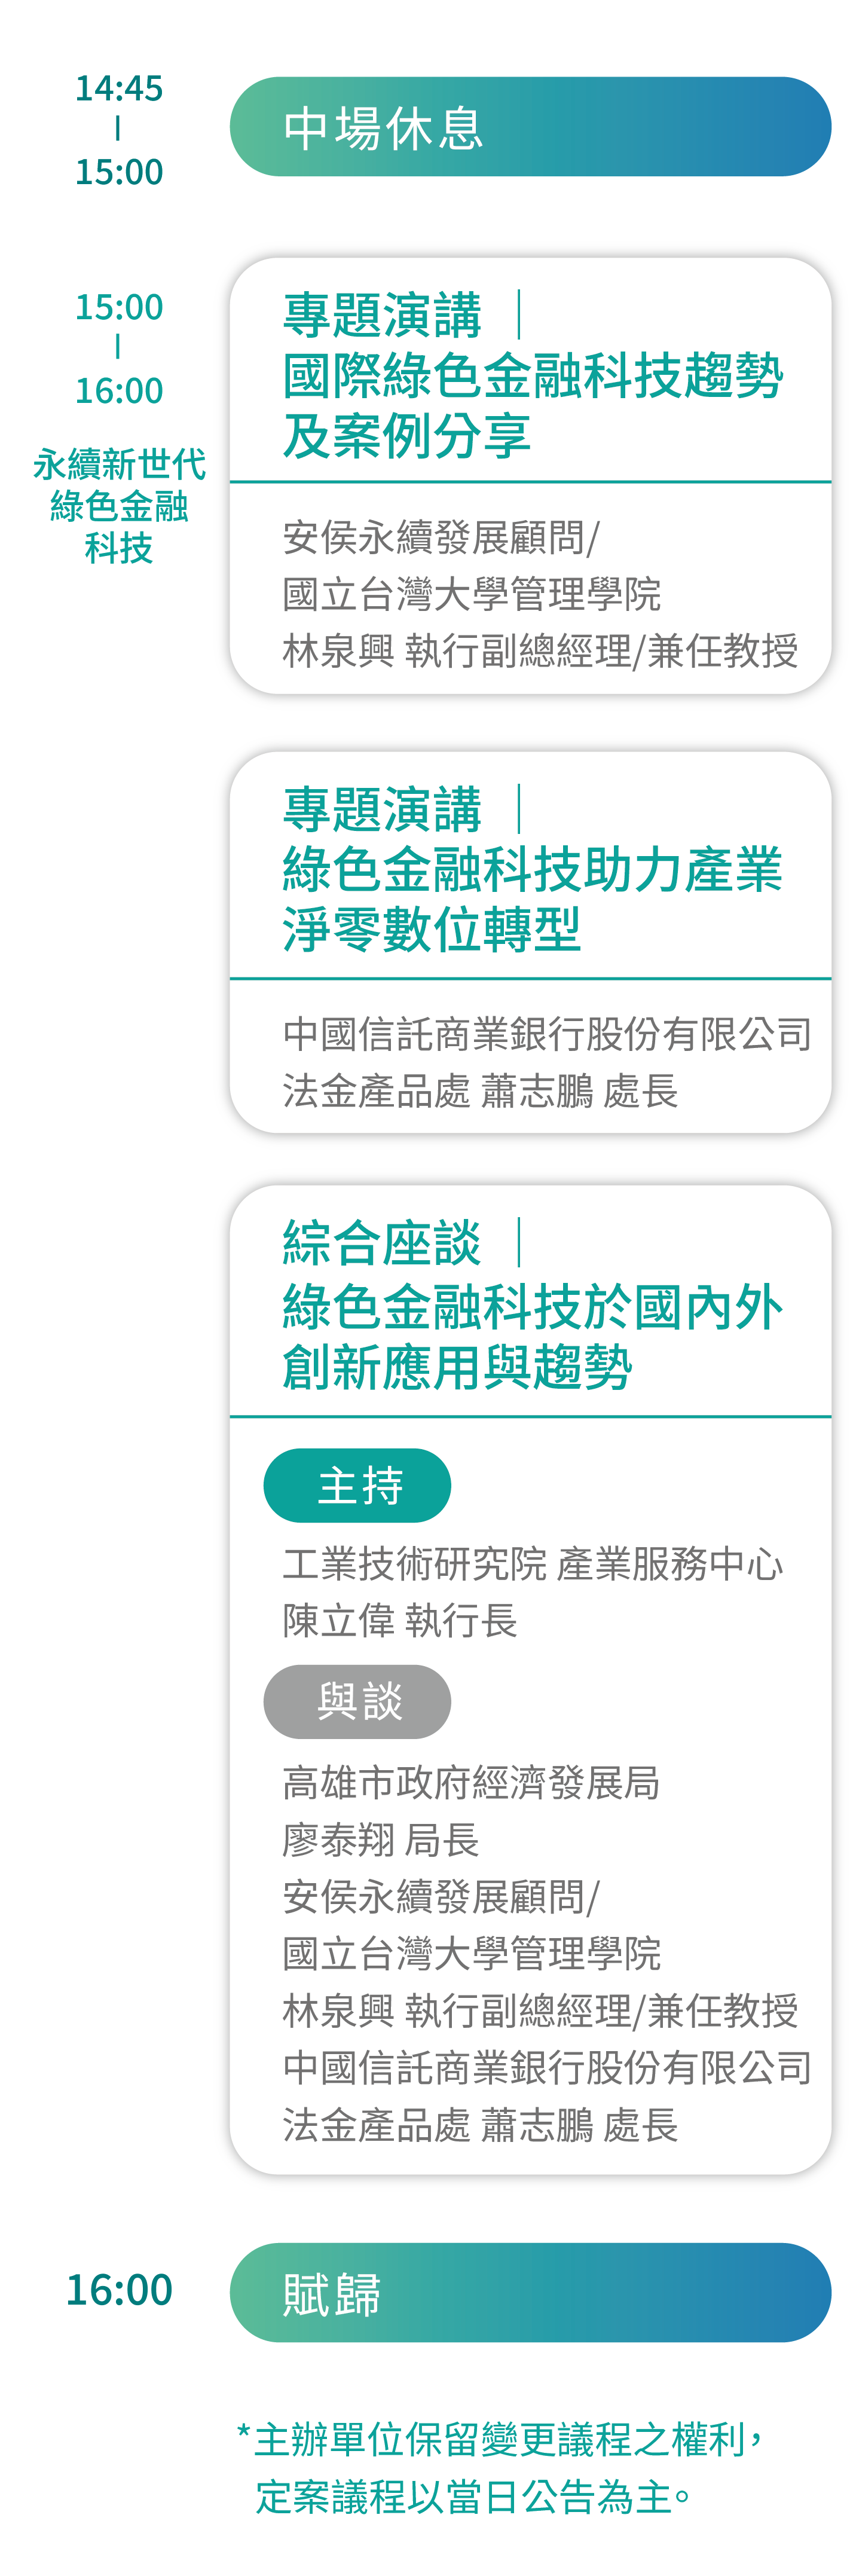 14:45
|
15:00
中場休息
15:00
|
16:00
永續新世代
綠色金融
科技
專題演講｜
國際綠色金融科技趨勢
及案例分享
安侯永續發展顧問/
國立台灣大學管理學院
林泉興 執行副總經理/兼任教授
專題演講｜
綠色金融科技助力產業
淨零數位轉型
中國信託商業銀行股份有限公司
法金產品處 蕭志鵬 處長
綜合座談｜
綠色金融科技於國內外
創新應用與趨勢
主持
工業技術研究院 產業服務中心
陳立偉 執行長
與談
高雄市政府經濟發展局
廖泰翔 局長
安侯永續發展顧問/
國立台灣大學管理學院
林泉興 執行副總經理/兼任教授
中國信託商業銀行股份有限公司
法金產品處 蕭志鵬 處長
16:00
賦歸
*主辦單位保留變更議程之權利，
定案議程以當日公告為主。